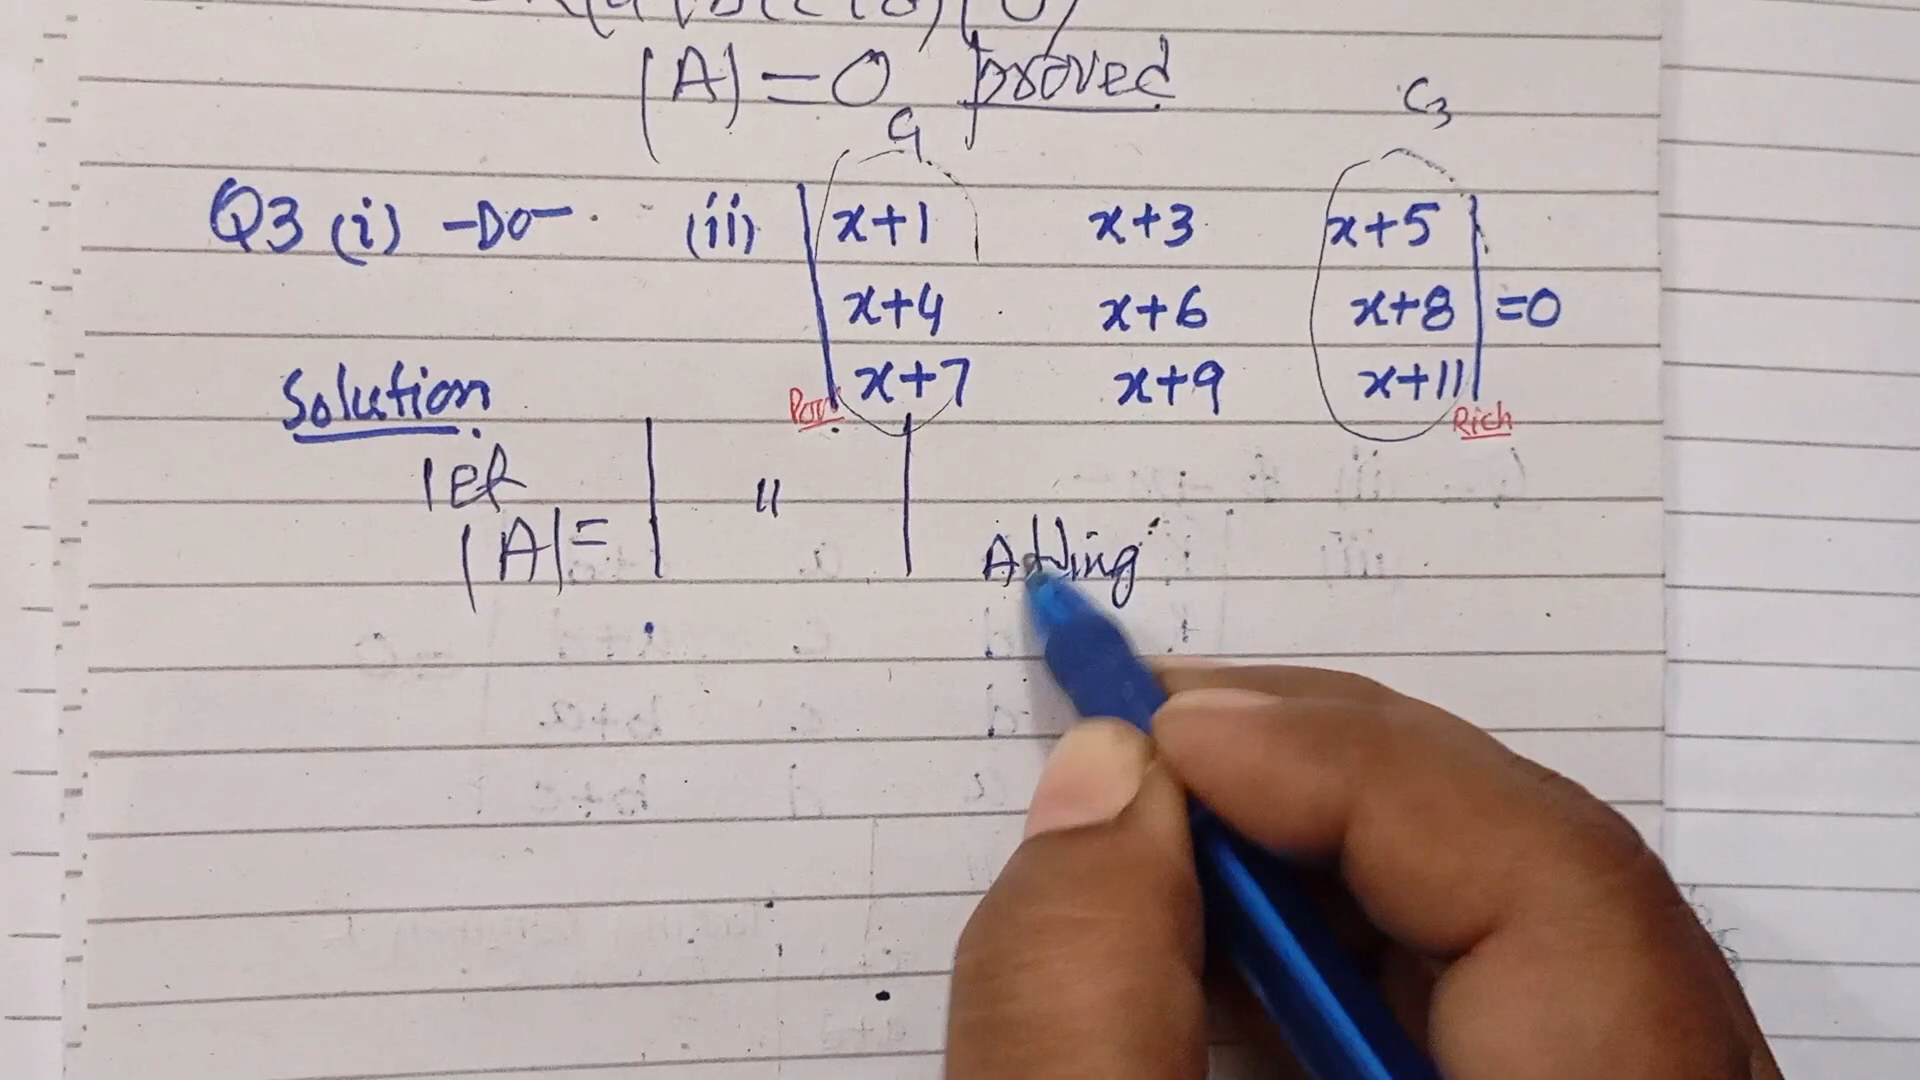 (A) = 0 proved
C1 C3
Q3 (i) -Do- (ii) | x+1 x+3 x+5 |
x+4 x+6 x+8 | =0
x+7 x+9 x+11 |
Solution Poor Rich
let | " |
|A| = Adding